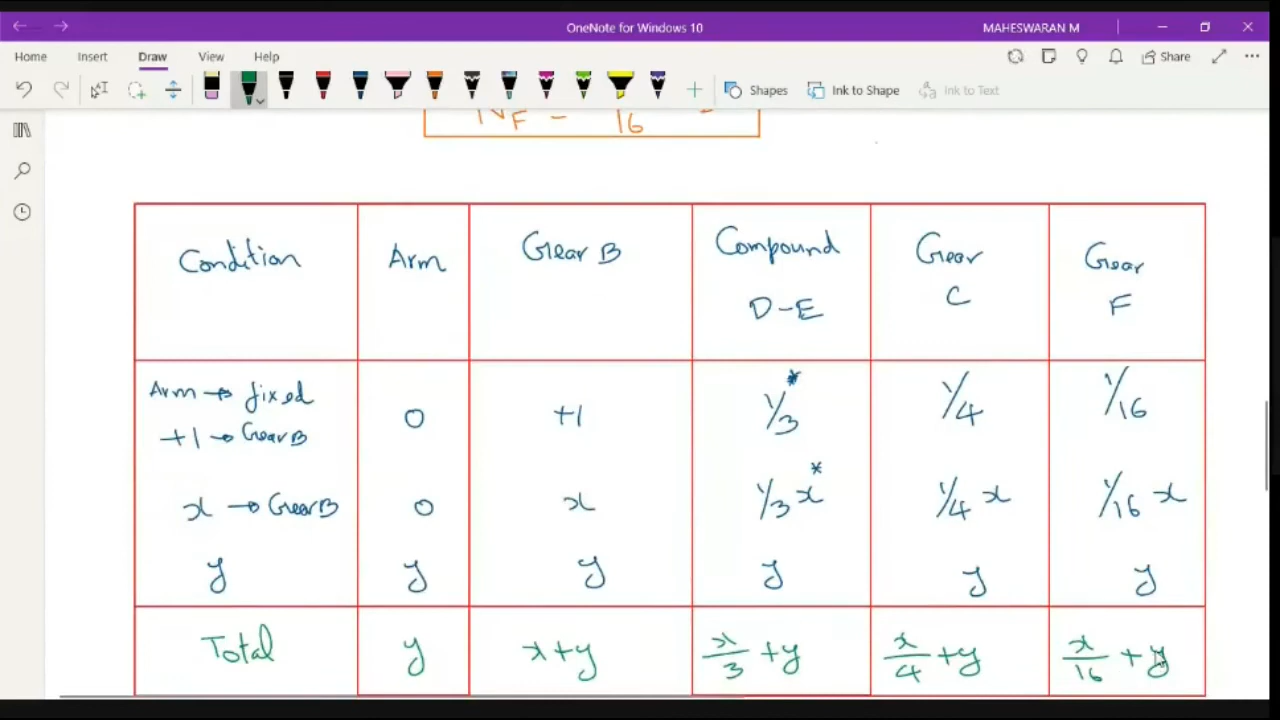 OneNote for Windows 10
MAHESWARAN M
Home Insert Draw View Help
Share
Shapes
Ink to Shape
Ink to Text
N_F = 16
Condition Arm Gear B Compound D-E Gear C Gear F
Arm → fixed
+1 → Gear B 0 +1 1/3* 1/4 1/16
x → Gear B 0 x 1/3 x* 1/4 x 1/16 x
y y y y y y
Total y x+y x/3 + y x/4 + y x/16 + y